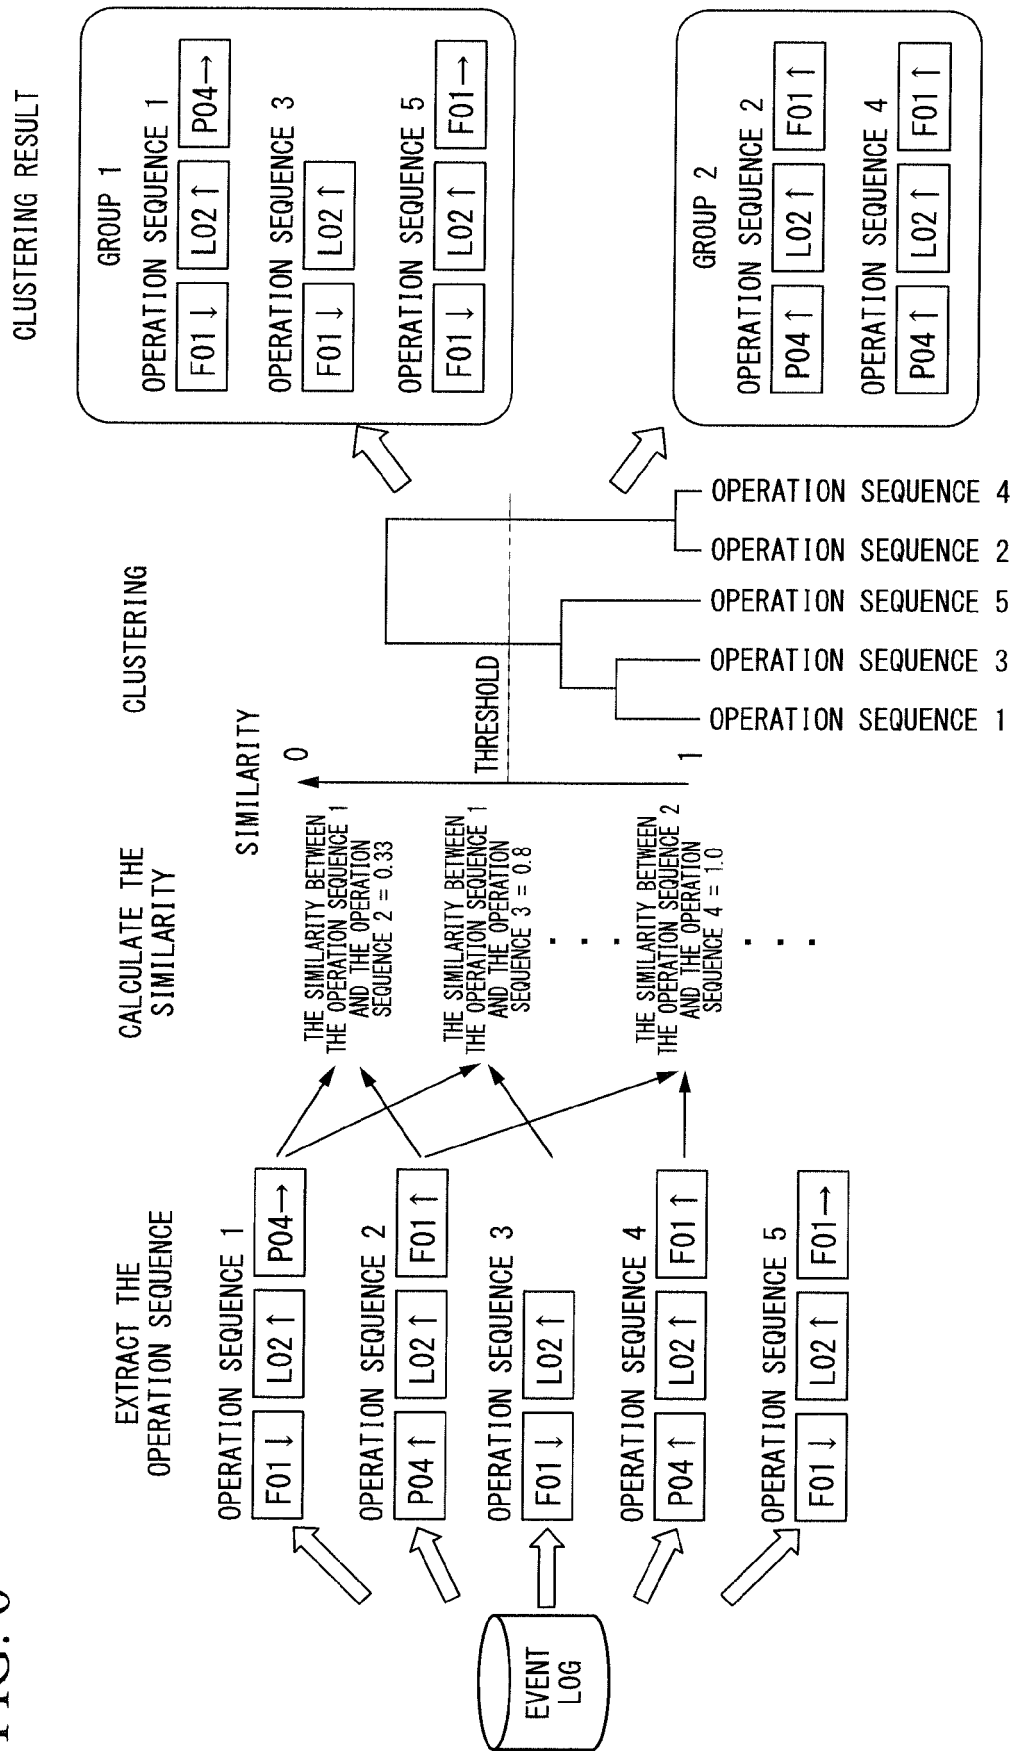 FIG. 6
EXTRACT THE
OPERATION SEQUENCE
CALCULATE THE
SIMILARITY
CLUSTERING
CLUSTERING RESULT
EVENT
LOG
OPERATION SEQUENCE 1
F01↓ L02↑ P04→
OPERATION SEQUENCE 2
P04↑ L02↑ F01↑
OPERATION SEQUENCE 3
F01↓ L02↑
OPERATION SEQUENCE 4
P04↑ L02↑ F01↑
OPERATION SEQUENCE 5
F01↓ L02↑ F01→
THE SIMILARITY BETWEEN
THE OPERATION SEQUENCE 1
AND THE OPERATION
SEQUENCE 2 = 0.33
THE SIMILARITY BETWEEN
THE OPERATION SEQUENCE 1
AND THE OPERATION
SEQUENCE 3 = 0.8
THE SIMILARITY BETWEEN
THE OPERATION SEQUENCE 2
AND THE OPERATION
SEQUENCE 4 = 1.0
SIMILARITY
0
THRESHOLD
1
OPERATION SEQUENCE 1
OPERATION SEQUENCE 3
OPERATION SEQUENCE 5
OPERATION SEQUENCE 2
OPERATION SEQUENCE 4
GROUP 1
OPERATION SEQUENCE 1
F01↓ L02↑ P04→
OPERATION SEQUENCE 3
F01↓ L02↑
OPERATION SEQUENCE 5
F01↓ L02↑ F01→
GROUP 2
OPERATION SEQUENCE 2
P04↑ L02↑ F01↑
OPERATION SEQUENCE 4
P04↑ L02↑ F01↑